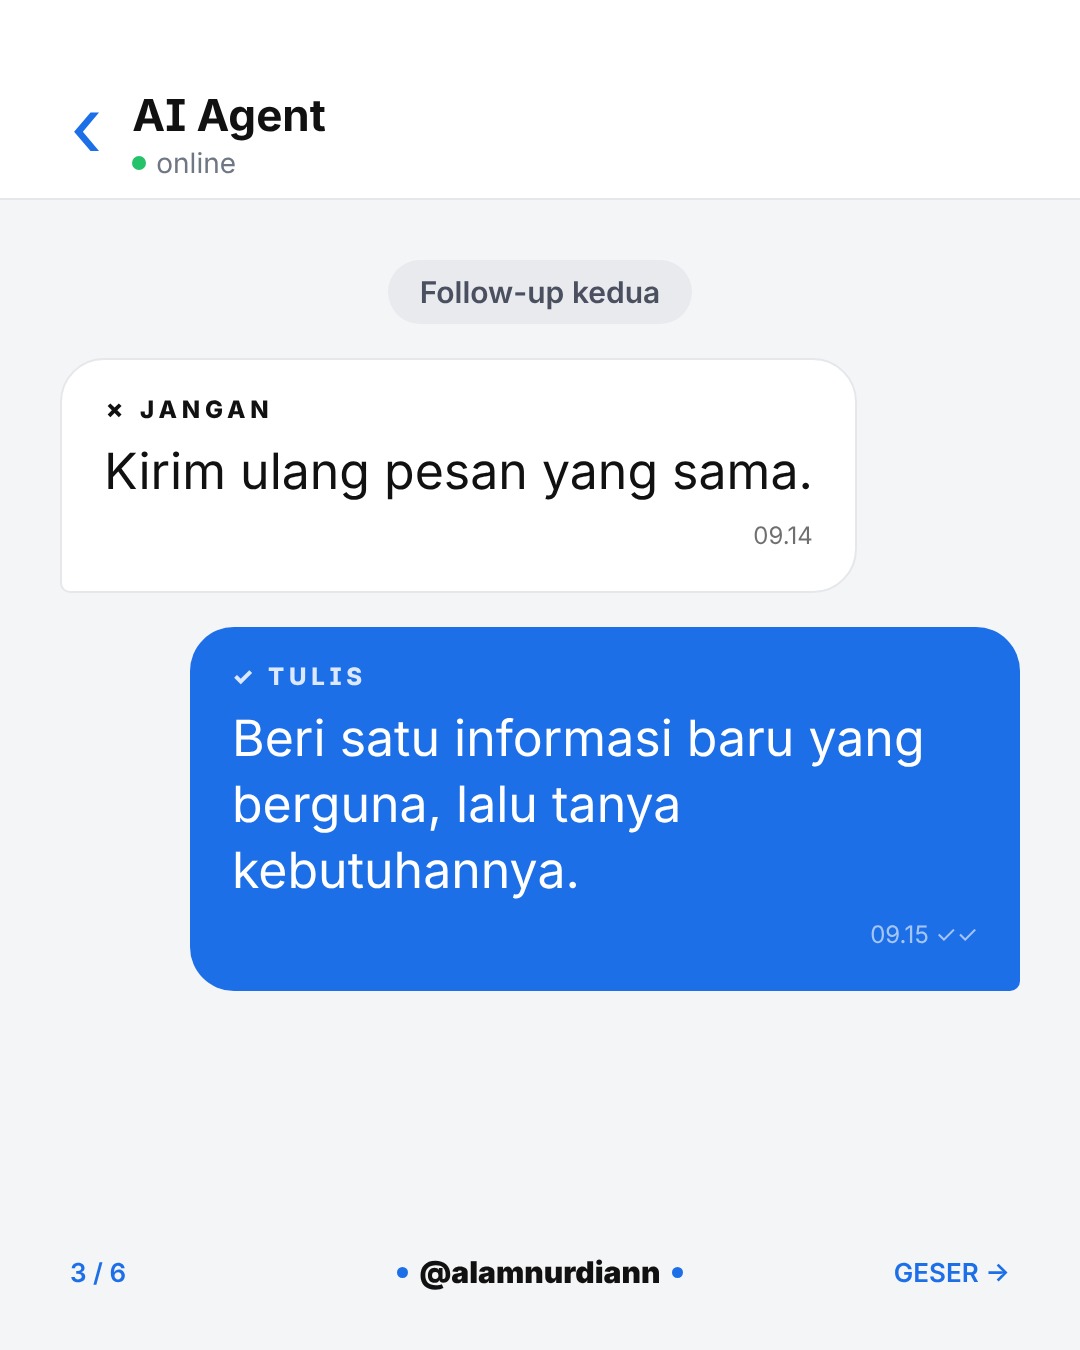 AI Agent
online
Follow-up kedua
× JANGAN
Kirim ulang pesan yang sama.
09.14
✓ TULIS
Beri satu informasi baru yang
berguna, lalu tanya
kebutuhannya.
09.15 ✓✓
3 / 6
• @alamnurdiann •
GESER →